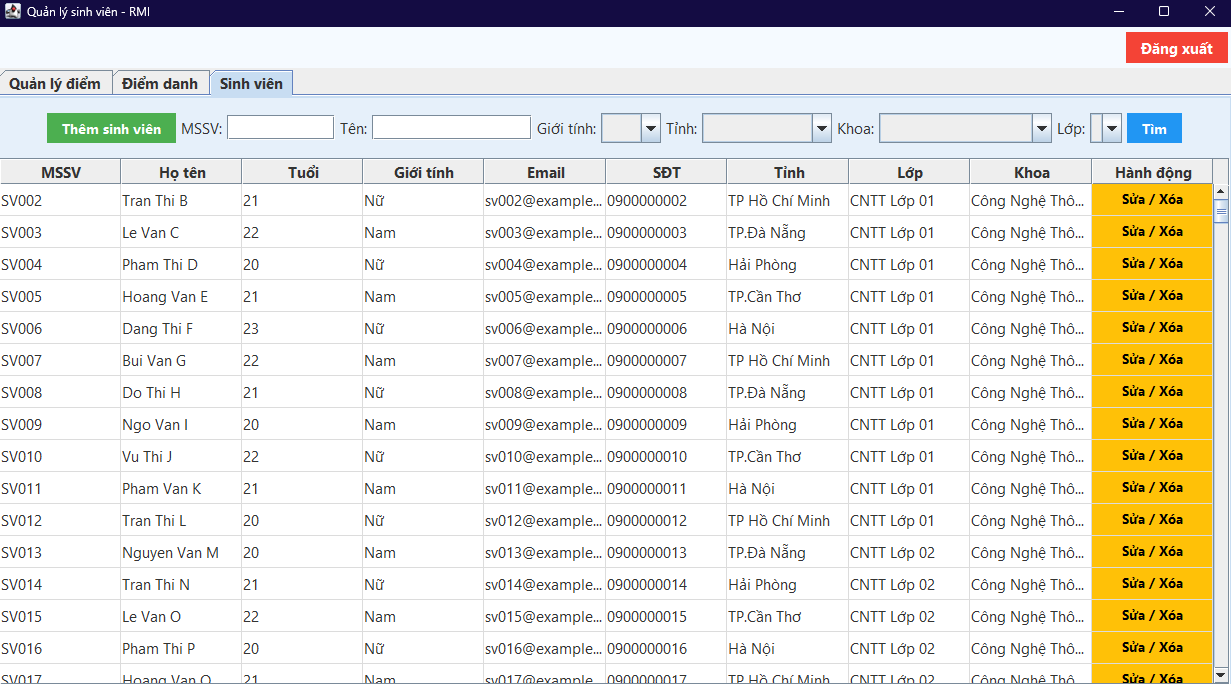 Quản lý sinh viên - RMI
Đăng xuất
Quản lý điểm Điểm danh Sinh viên
Thêm sinh viên MSSV: Tên: Giới tính: Tỉnh: Khoa: Lớp: Tìm
MSSV Họ tên Tuổi Giới tính Email SĐT Tỉnh Lớp Khoa Hành động
SV002 Tran Thi B 21 Nữ sv002@example... 0900000002 TP Hồ Chí Minh CNTT Lớp 01 Công Nghệ Thô... Sửa / Xóa
SV003 Le Van C 22 Nam sv003@example... 0900000003 TP.Đà Nẵng CNTT Lớp 01 Công Nghệ Thô... Sửa / Xóa
SV004 Pham Thi D 20 Nữ sv004@example... 0900000004 Hải Phòng CNTT Lớp 01 Công Nghệ Thô... Sửa / Xóa
SV005 Hoang Van E 21 Nam sv005@example... 0900000005 TP.Cần Thơ CNTT Lớp 01 Công Nghệ Thô... Sửa / Xóa
SV006 Dang Thi F 23 Nữ sv006@example... 0900000006 Hà Nội CNTT Lớp 01 Công Nghệ Thô... Sửa / Xóa
SV007 Bui Van G 22 Nam sv007@example... 0900000007 TP Hồ Chí Minh CNTT Lớp 01 Công Nghệ Thô... Sửa / Xóa
SV008 Do Thi H 21 Nữ sv008@example... 0900000008 TP.Đà Nẵng CNTT Lớp 01 Công Nghệ Thô... Sửa / Xóa
SV009 Ngo Van I 20 Nam sv009@example... 0900000009 Hải Phòng CNTT Lớp 01 Công Nghệ Thô... Sửa / Xóa
SV010 Vu Thi J 22 Nữ sv010@example... 0900000010 TP.Cần Thơ CNTT Lớp 01 Công Nghệ Thô... Sửa / Xóa
SV011 Pham Van K 21 Nam sv011@example... 0900000011 Hà Nội CNTT Lớp 01 Công Nghệ Thô... Sửa / Xóa
SV012 Tran Thi L 20 Nữ sv012@example... 0900000012 TP Hồ Chí Minh CNTT Lớp 01 Công Nghệ Thô... Sửa / Xóa
SV013 Nguyen Van M 20 Nam sv013@example... 0900000013 TP.Đà Nẵng CNTT Lớp 02 Công Nghệ Thô... Sửa / Xóa
SV014 Tran Thi N 21 Nữ sv014@example... 0900000014 Hải Phòng CNTT Lớp 02 Công Nghệ Thô... Sửa / Xóa
SV015 Le Van O 22 Nam sv015@example... 0900000015 TP.Cần Thơ CNTT Lớp 02 Công Nghệ Thô... Sửa / Xóa
SV016 Pham Thi P 20 Nữ sv016@example... 0900000016 Hà Nội CNTT Lớp 02 Công Nghệ Thô... Sửa / Xóa
SV017 Hoang Van 21 Nam sv017@example... 0900000017 TP Hồ Chí Minh CNTT Lớp 02 Công Nghệ Thô... Sửa / Xóa